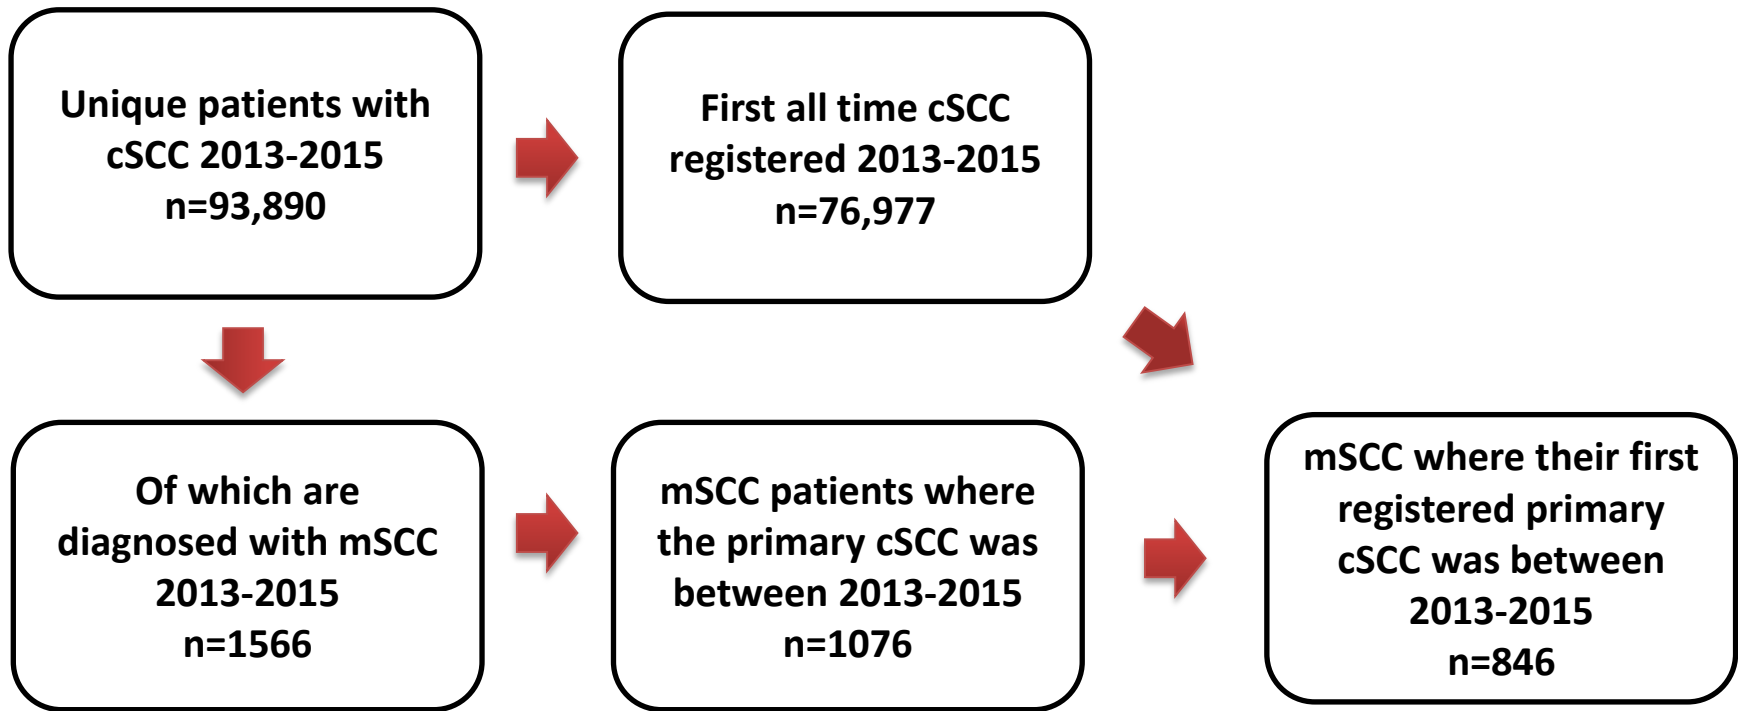 Unique patients with
cSCC 2013-2015
n=93,890
First all time cSCC
registered 2013-2015
n=76,977
Of which are
diagnosed with mSCC
2013-2015
n=1566
mSCC patients where
the primary cSCC was
between 2013-2015
n=1076
mSCC where their first
registered primary
cSCC was between
2013-2015
n=846